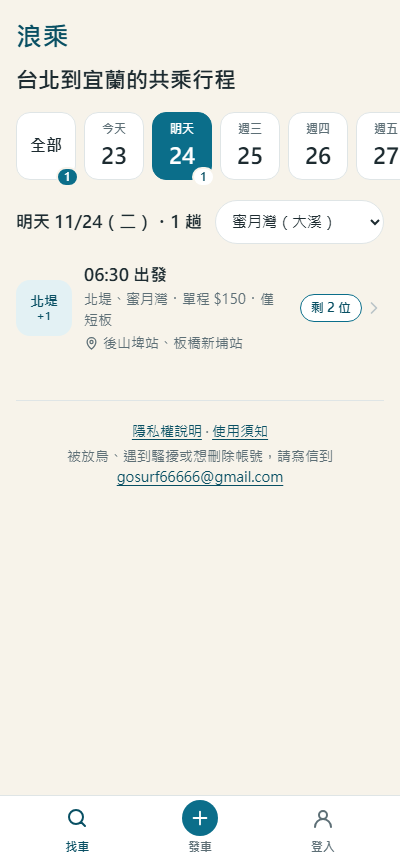 浪乘
台北到宜蘭的共乘行程
全部
1
今天
23
明天
24
1
週三
25
週四
26
週五
27
明天 11/24（二）・1 趟
蜜月灣（大溪）
北堤
+1
06:30 出發
北堤、蜜月灣・單程 $150・僅
短板
後山埤站、板橋新埔站
剩 2 位
隱私權說明・使用須知
被放鳥、遇到騷擾或想刪除帳號，請寫信到
gosurf66666@gmail.com
找車
發車
登入